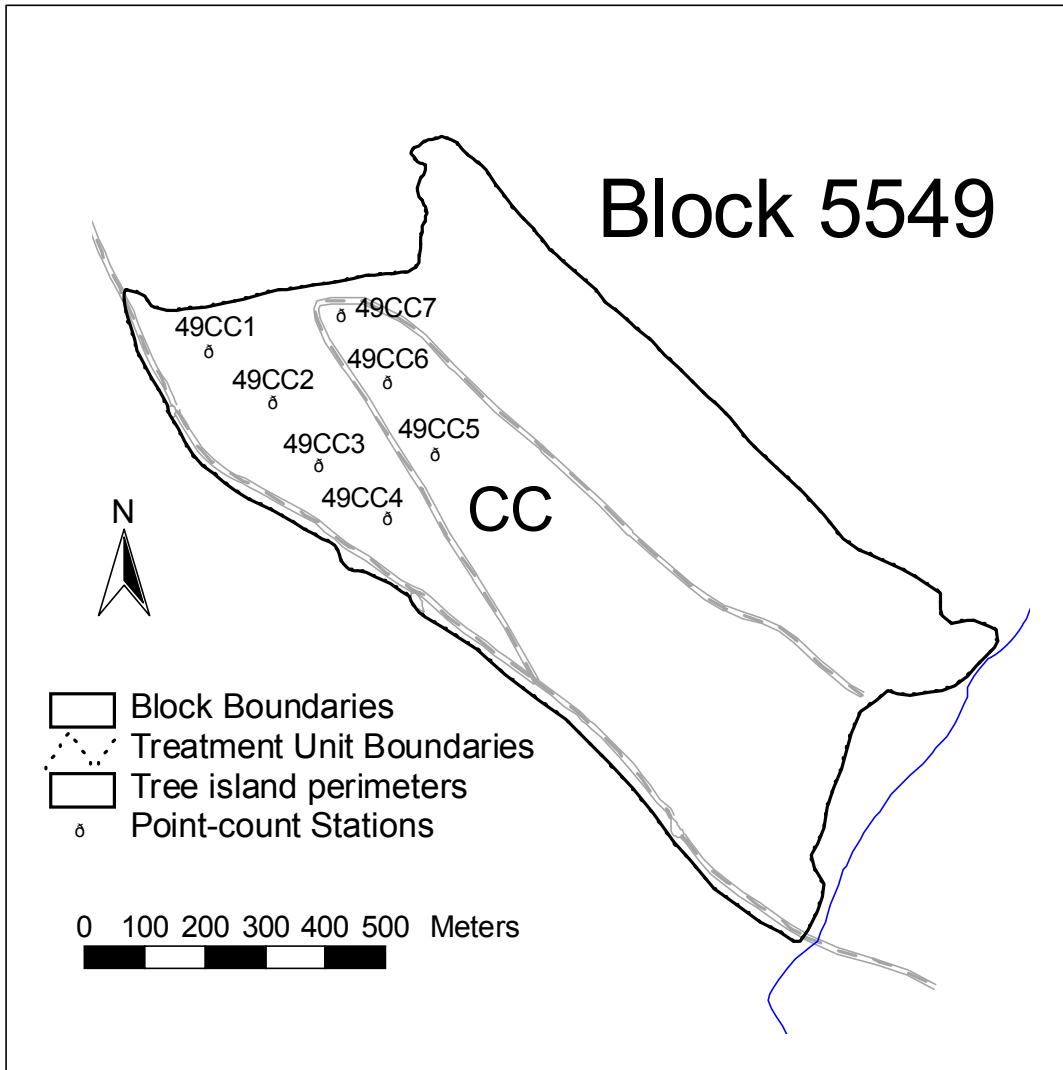 Block 5549
49CC7
49CC1
49CC6
49CC2
49CC5
49CC3
49CC4
CC
N
Block Boundaries
Treatment Unit Boundaries
Tree island perimeters
ð Point-count Stations
0 100 200 300 400 500 Meters